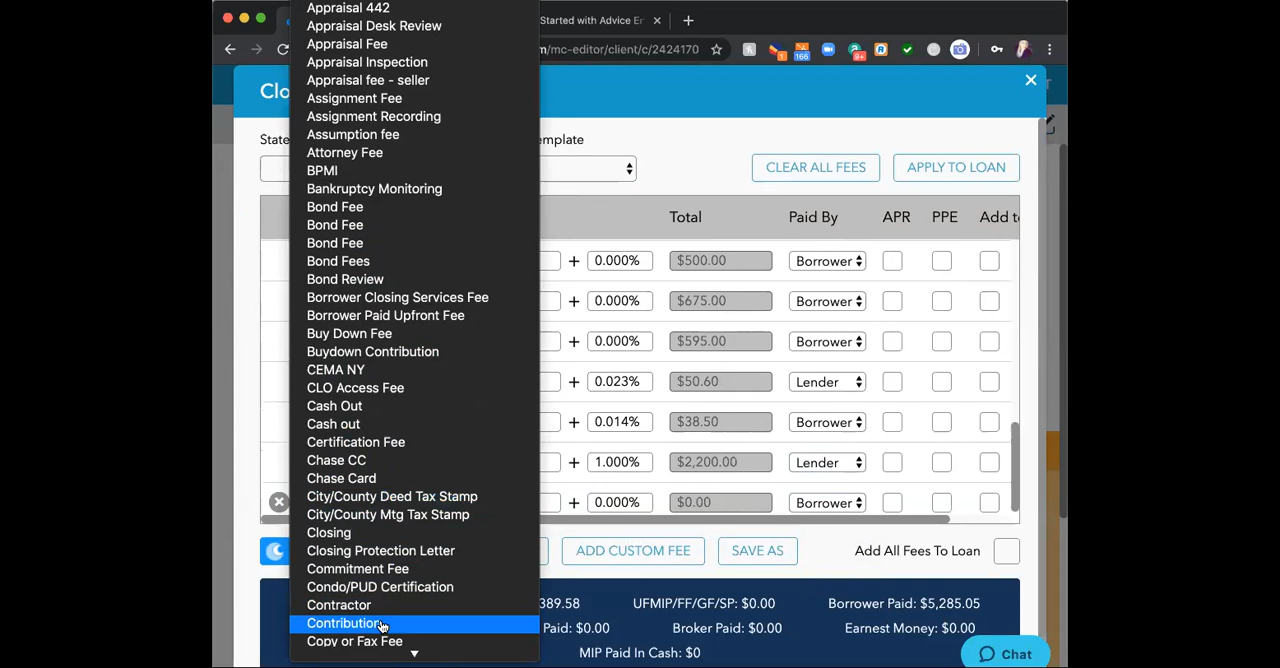 Started with Advice Er
m/mc-editor/client/c/2424170
166
9+
1
Clo
State
emplate
CLEAR ALL FEES
APPLY TO LOAN
Appraisal 442
Appraisal Desk Review
Appraisal Fee
Appraisal Inspection
Appraisal fee - seller
Assignment Fee
Assignment Recording
Assumption fee
Attorney Fee
BPMI
Bankruptcy Monitoring
Bond Fee
Bond Fee
Bond Fee
Bond Fees
Bond Review
Borrower Closing Services Fee
Borrower Paid Upfront Fee
Buy Down Fee
Buydown Contribution
CEMA NY
CLO Access Fee
Cash Out
Cash out
Certification Fee
Chase CC
Chase Card
City/County Deed Tax Stamp
City/County Mtg Tax Stamp
Closing
Closing Protection Letter
Commitment Fee
Condo/PUD Certification
Contractor
Contribution
Copy or Fax Fee
Total Paid By APR PPE Add to
+ 0.000% $500.00 Borrower
+ 0.000% $675.00 Borrower
+ 0.000% $595.00 Borrower
+ 0.023% $50.60 Lender
+ 0.014% $38.50 Borrower
+ 1.000% $2,200.00 Lender
+ 0.000% $0.00 Borrower
ADD CUSTOM FEE
SAVE AS
Add All Fees To Loan
389.58 UFMIP/FF/GF/SP: $0.00 Borrower Paid: $5,285.05
Paid: $0.00 Broker Paid: $0.00 Earnest Money: $0.00
MIP Paid In Cash: $0
Chat